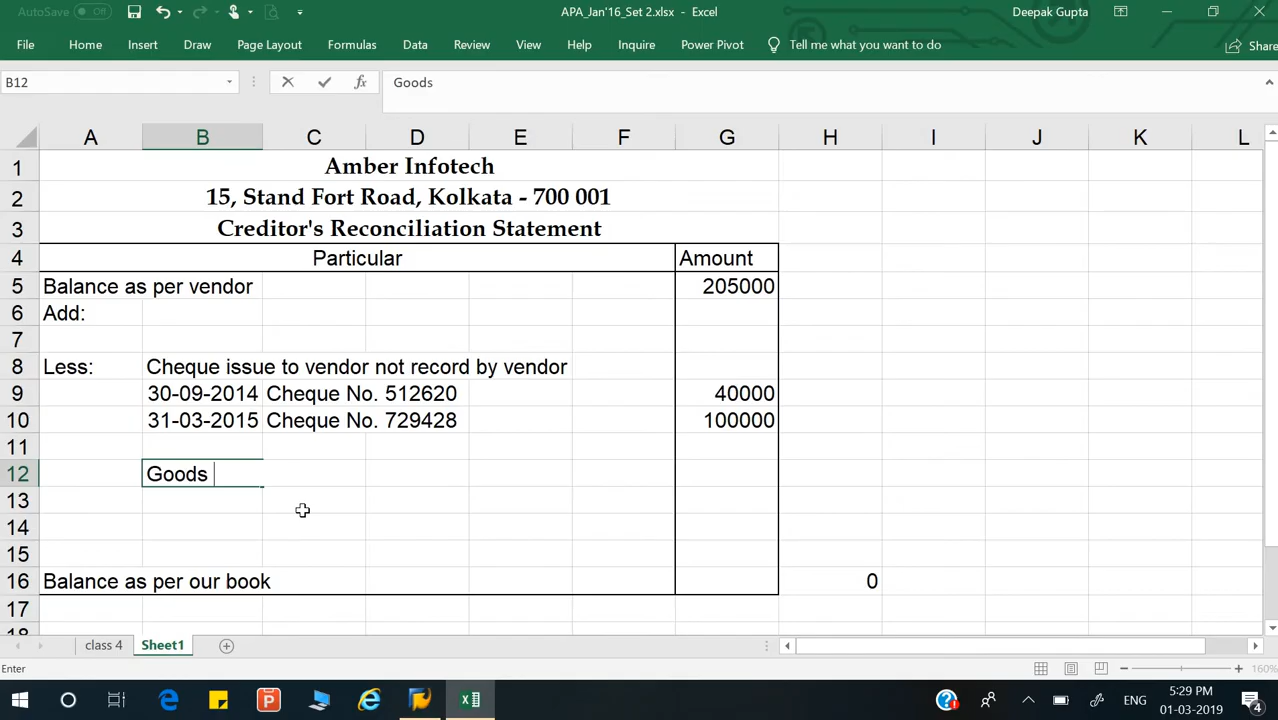 AutoSave Off
APA_Jan'16_Set 2.xlsx - Excel
Deepak Gupta
File Home Insert Draw Page Layout Formulas Data Review View Help Inquire Power Pivot Tell me what you want to do Share
B12 fx Goods
A B C D E F G H I J K L
1 Amber Infotech
2 15, Stand Fort Road, Kolkata - 700 001
3 Creditor's Reconciliation Statement
4 Particular Amount
5 Balance as per vendor 205000
6 Add:
7
8 Less: Cheque issue to vendor not record by vendor
9 30-09-2014 Cheque No. 512620 40000
10 31-03-2015 Cheque No. 729428 100000
11
12 Goods
13
14
15
16 Balance as per our book 0
17
18
class 4 Sheet1
Enter 160%
ENG 5:29 PM
01-03-2019 4